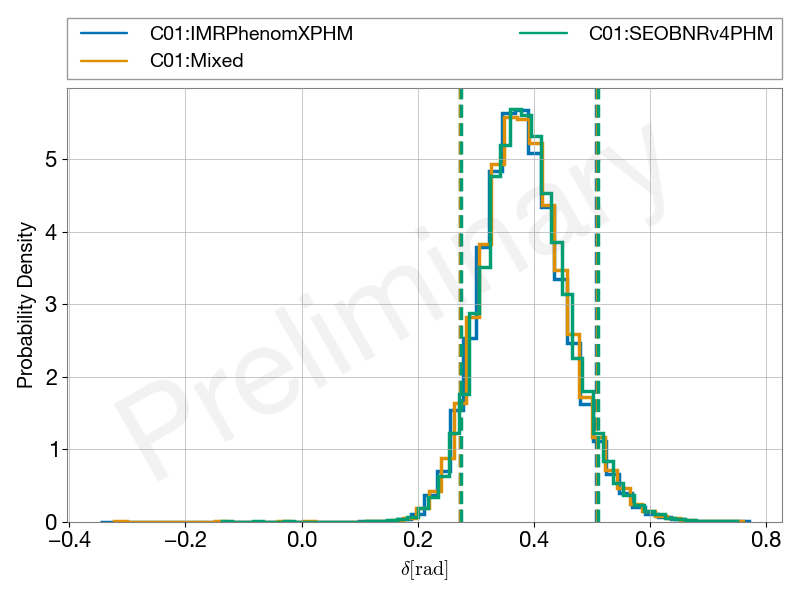 C01:IMRPhenomXPHM
C01:Mixed
C01:SEOBNRv4PHM
Preliminary
Probability Density
5
4
3
2
1
0
−0.4 −0.2 0.0 0.2 0.4 0.6 0.8
δ[rad]